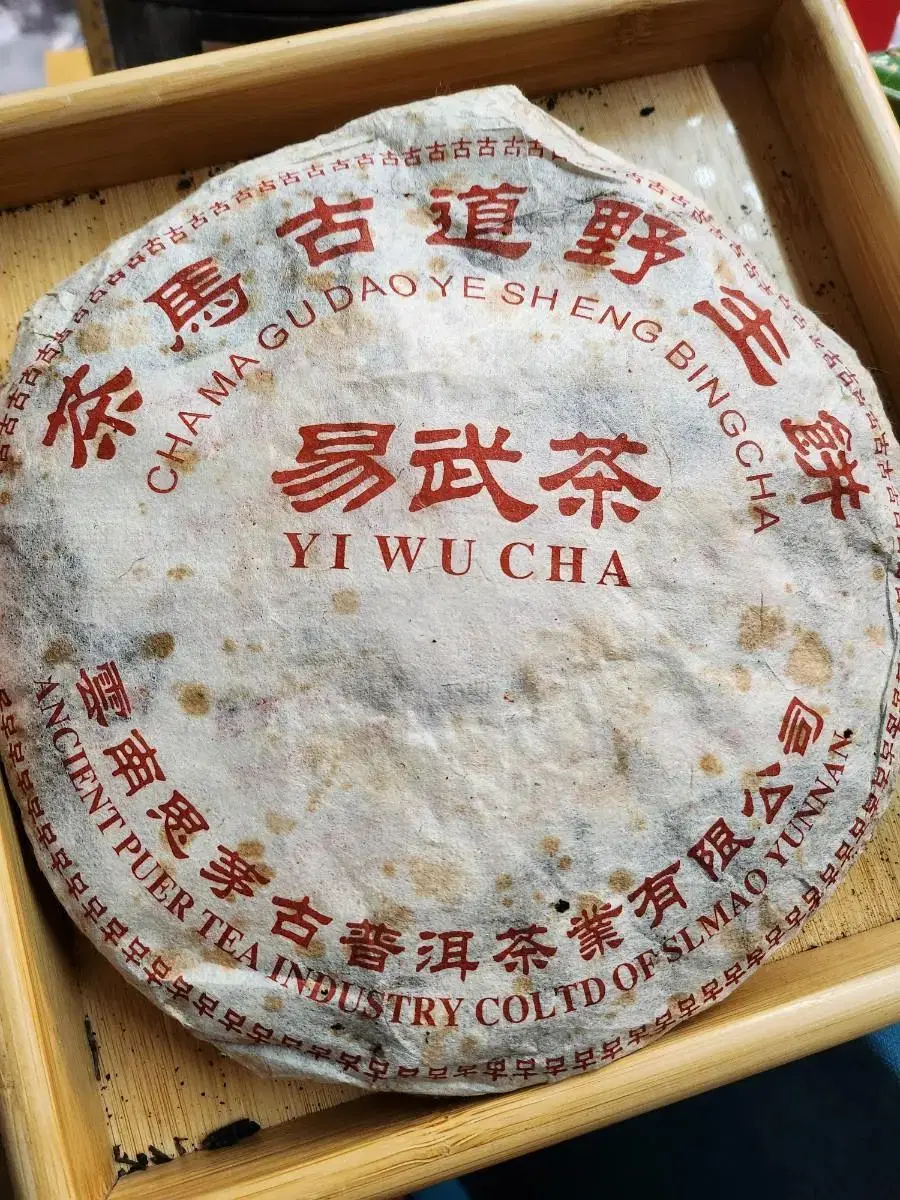 茶馬古道野生餅
CHA MA GU DAO YE SHENG BING CHA
易武茶
YI WU CHA
雲南思茅古普洱茶業有限公司
ANCIENT PUER TEA INDUSTRY COLTD OF SLMAO YUNNAN